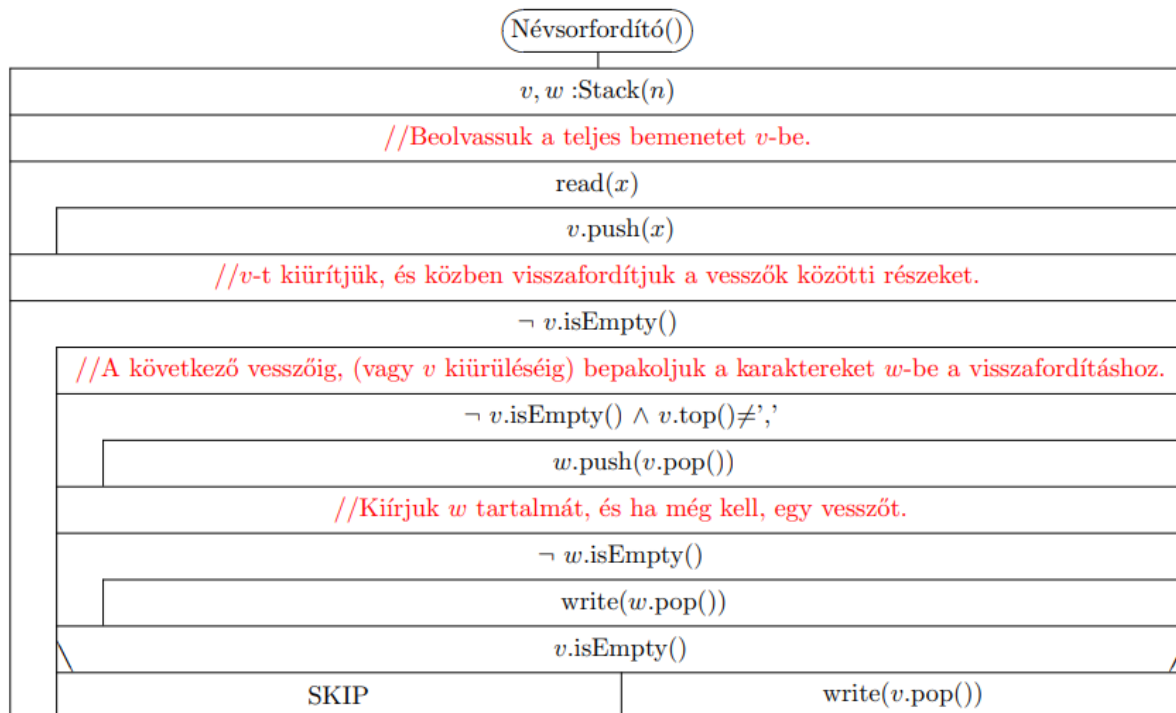 Névsorfordító()
v, w :Stack(n)
//Beolvassuk a teljes bemenetet v-be.
read(x)
v.push(x)
//v-t kiürítjük, és közben visszafordítjuk a vesszők közötti részeket.
¬ v.isEmpty()
//A következő vesszőig, (vagy v kiürüléséig) bepakoljuk a karaktereket w-be a visszafordításhoz.
¬ v.isEmpty() ∧ v.top()≠’,’
w.push(v.pop())
//Kiírjuk w tartalmát, és ha még kell, egy vesszőt.
¬ w.isEmpty()
write(w.pop())
v.isEmpty()
SKIP
write(v.pop())